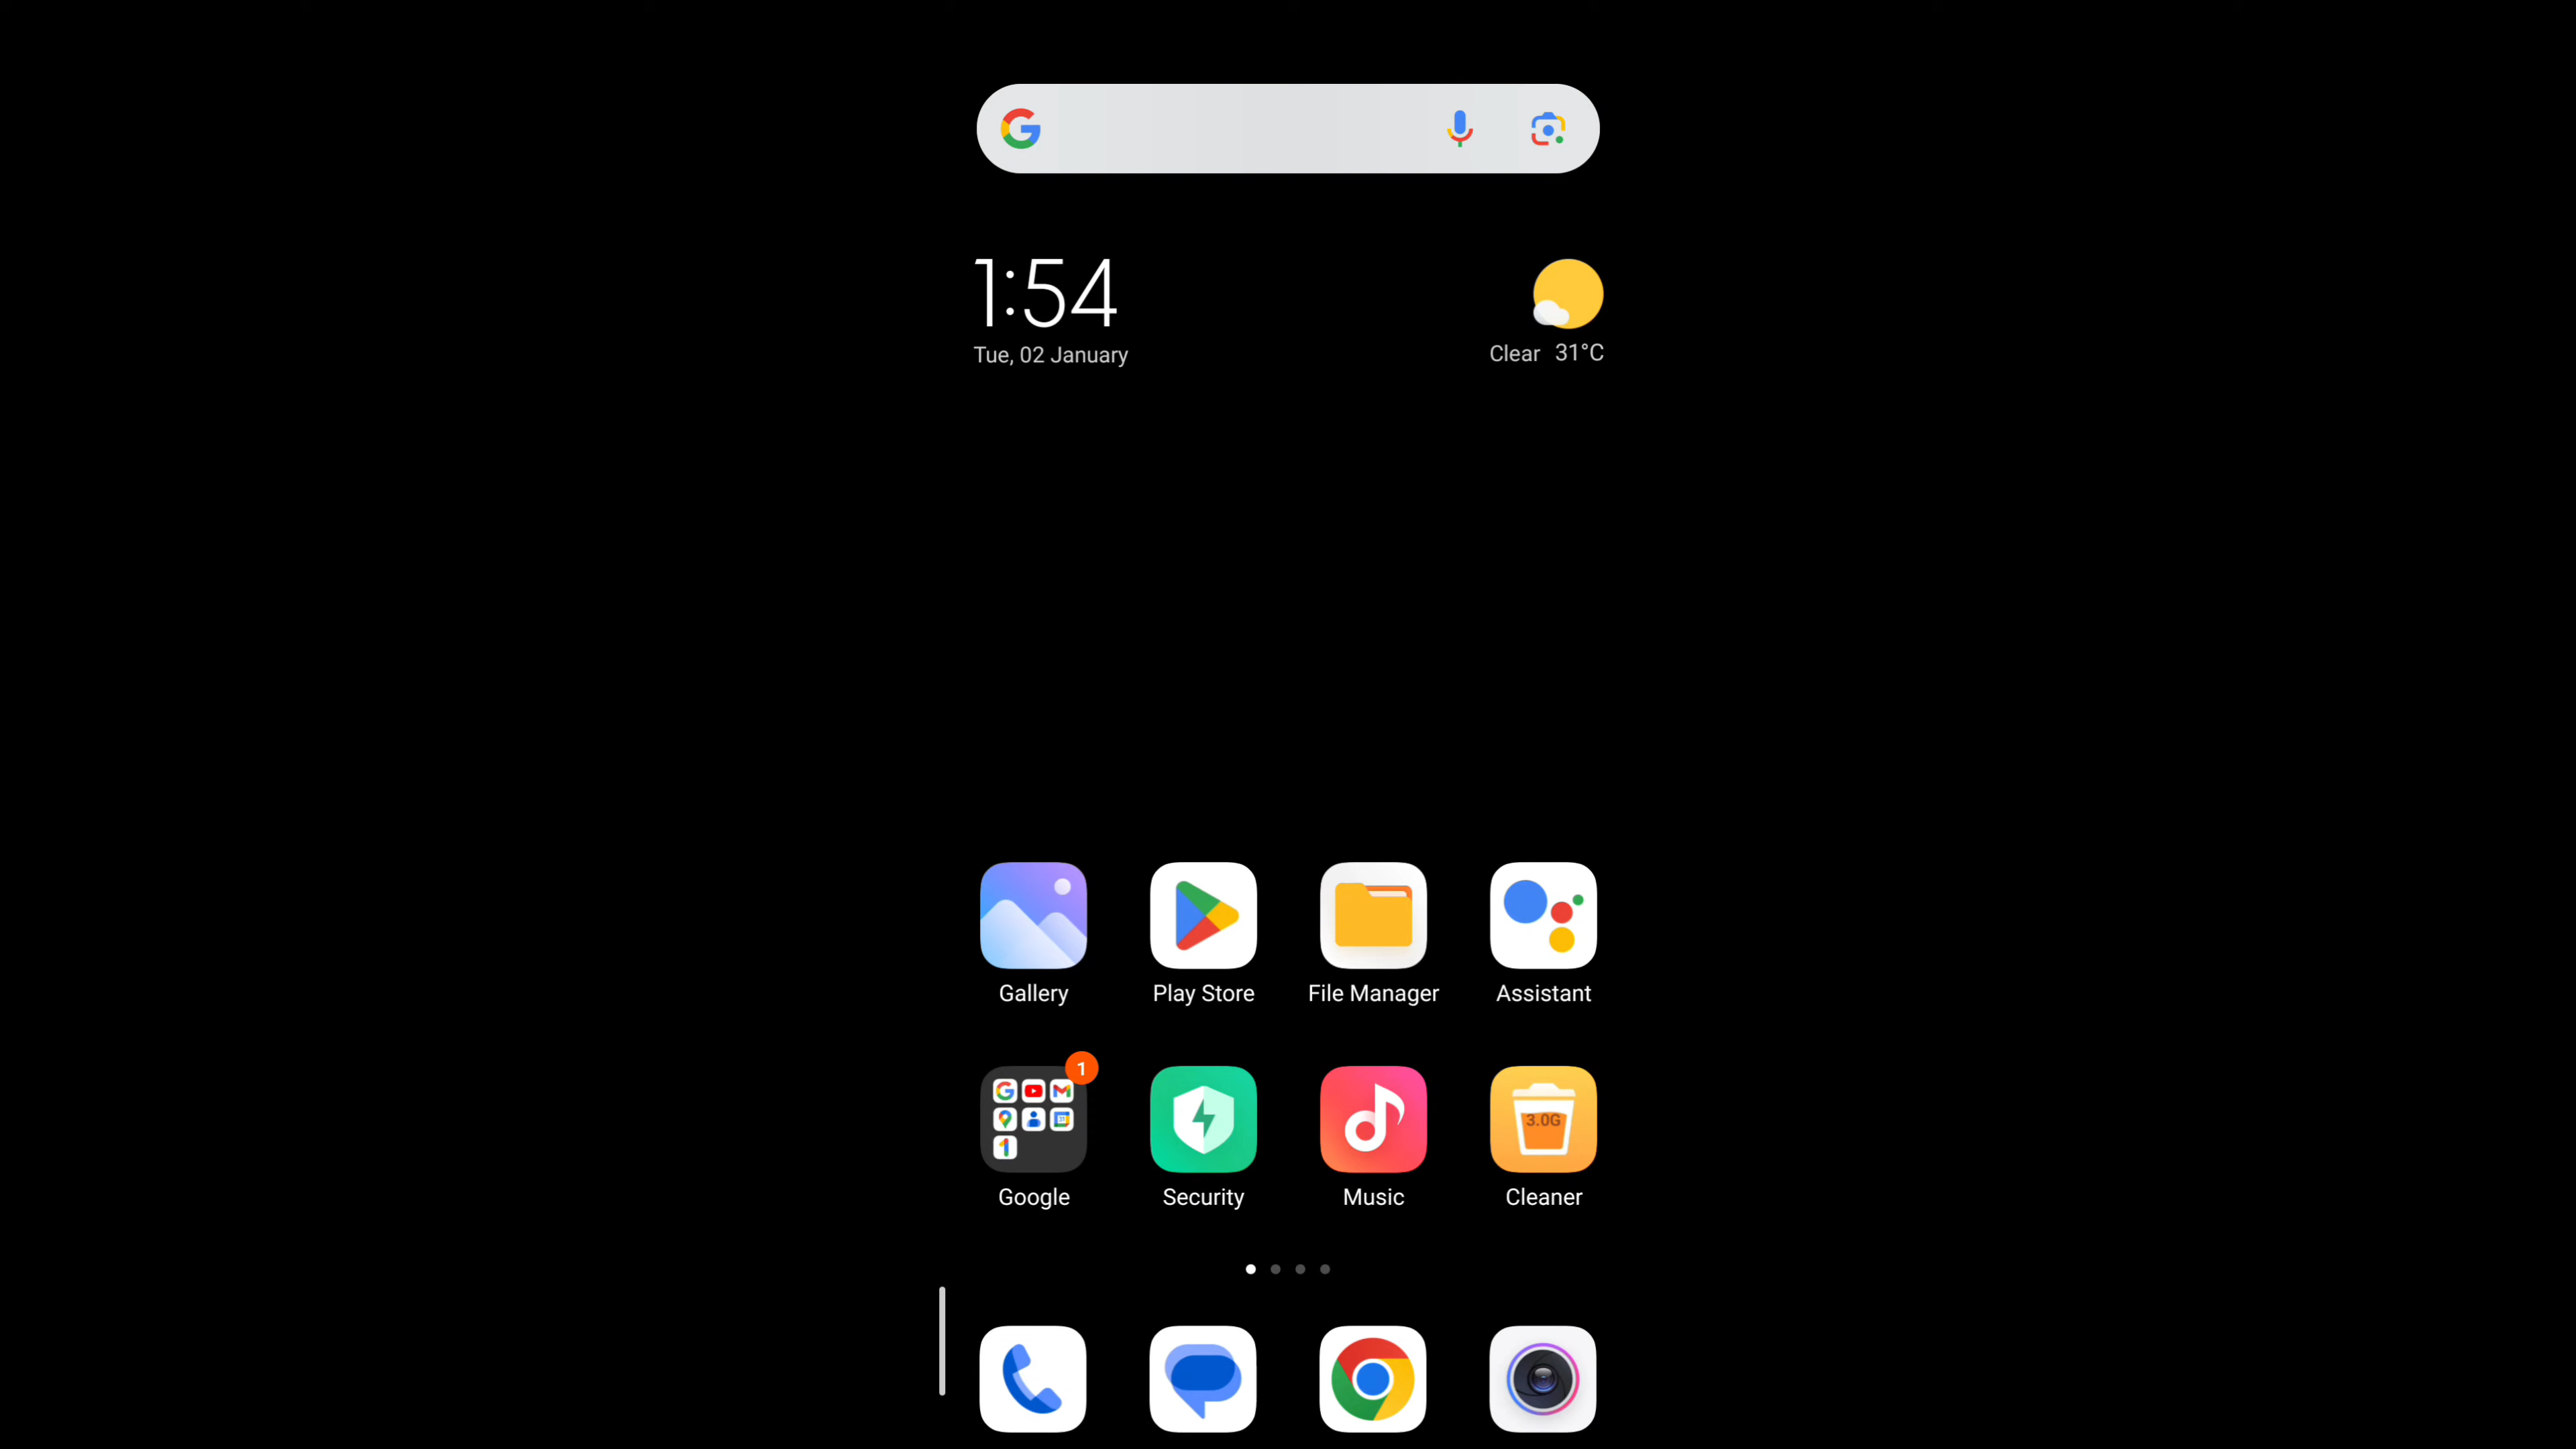 1:54
Tue, 02 January
Clear 31°C
Gallery
Play Store
File Manager
Assistant
1
3.0G
Google
Security
Music
Cleaner